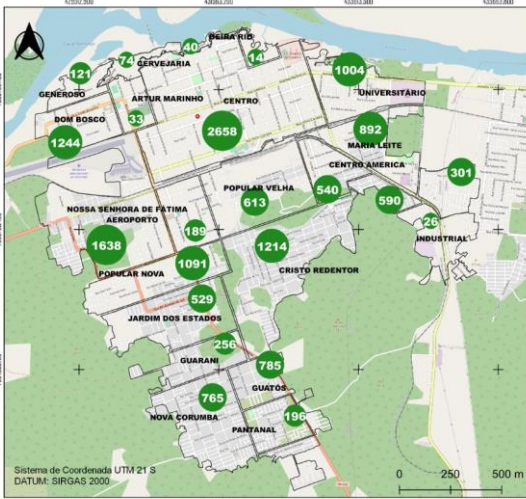 BEIRA RIO
40
74
14
CERVEJARIA
121
1004
GENEROSO
ARTUR MARINHO
UNIVERSITÁRIO
CENTRO
DOM BOSCO
33
2658
892
1244
MARIA LEITE
CENTRO AMERICA
301
POPULAR VELHA
540
613
590
NOSSA SENHORA DE FÁTIMA
AEROPORTO
26
189
INDUSTRIAL
1638
1214
1091
POPULAR NOVA
CRISTO REDENTOR
529
JARDIM DOS ESTADOS
256
GUARANI
785
GUATÓS
765
NOVA CORUMBA
196
PANTANAL
Sistema de Coordenada UTM 21 S
DATUM: SIRGAS 2000
0 250 500 m